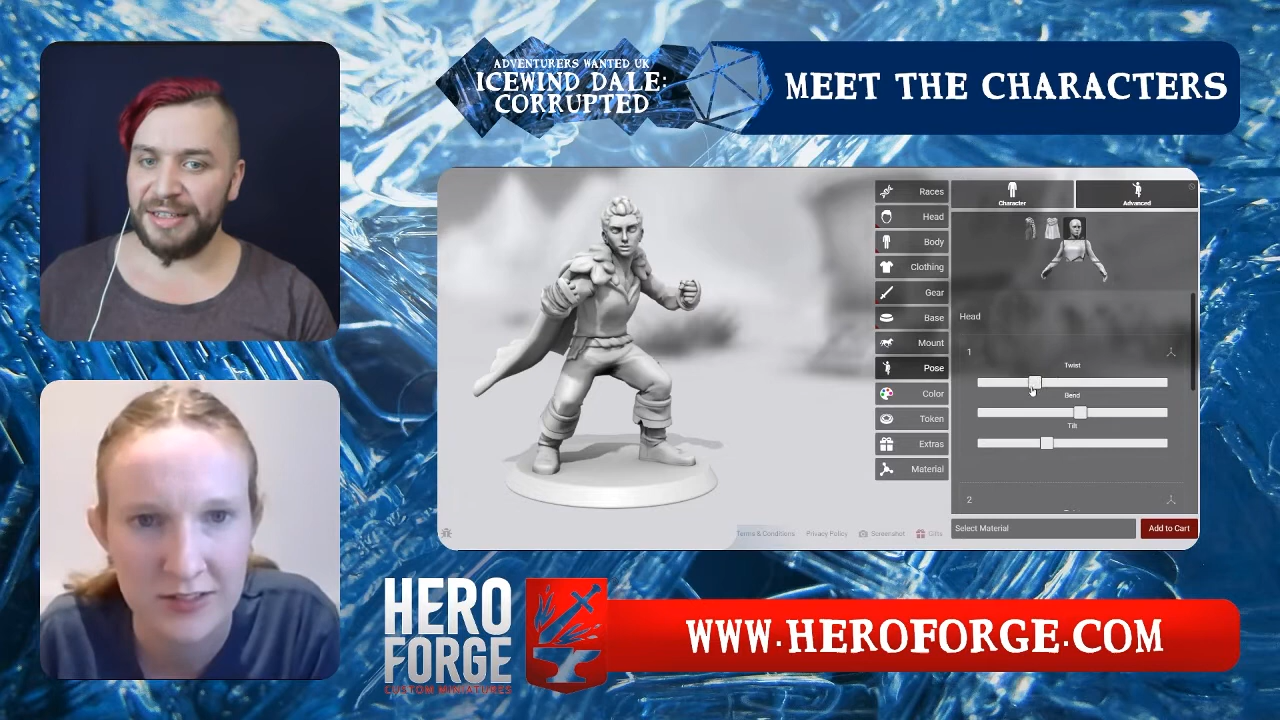 ADVENTURERS WANTED UK
ICEWIND DALE:
CORRUPTED
MEET THE CHARACTERS
Races
Head
Body
Clothing
Gear
Base
Mount
Pose
Color
Token
Extras
Material
Character
Advanced
Head
1
Twist
Bend
Tilt
2
Terms & Conditions
Privacy Policy
Screenshot
Gifts
Select Material
Add to Cart
HERO
FORGE
CUSTOM MINIATURES
WWW.HEROFORGE.COM